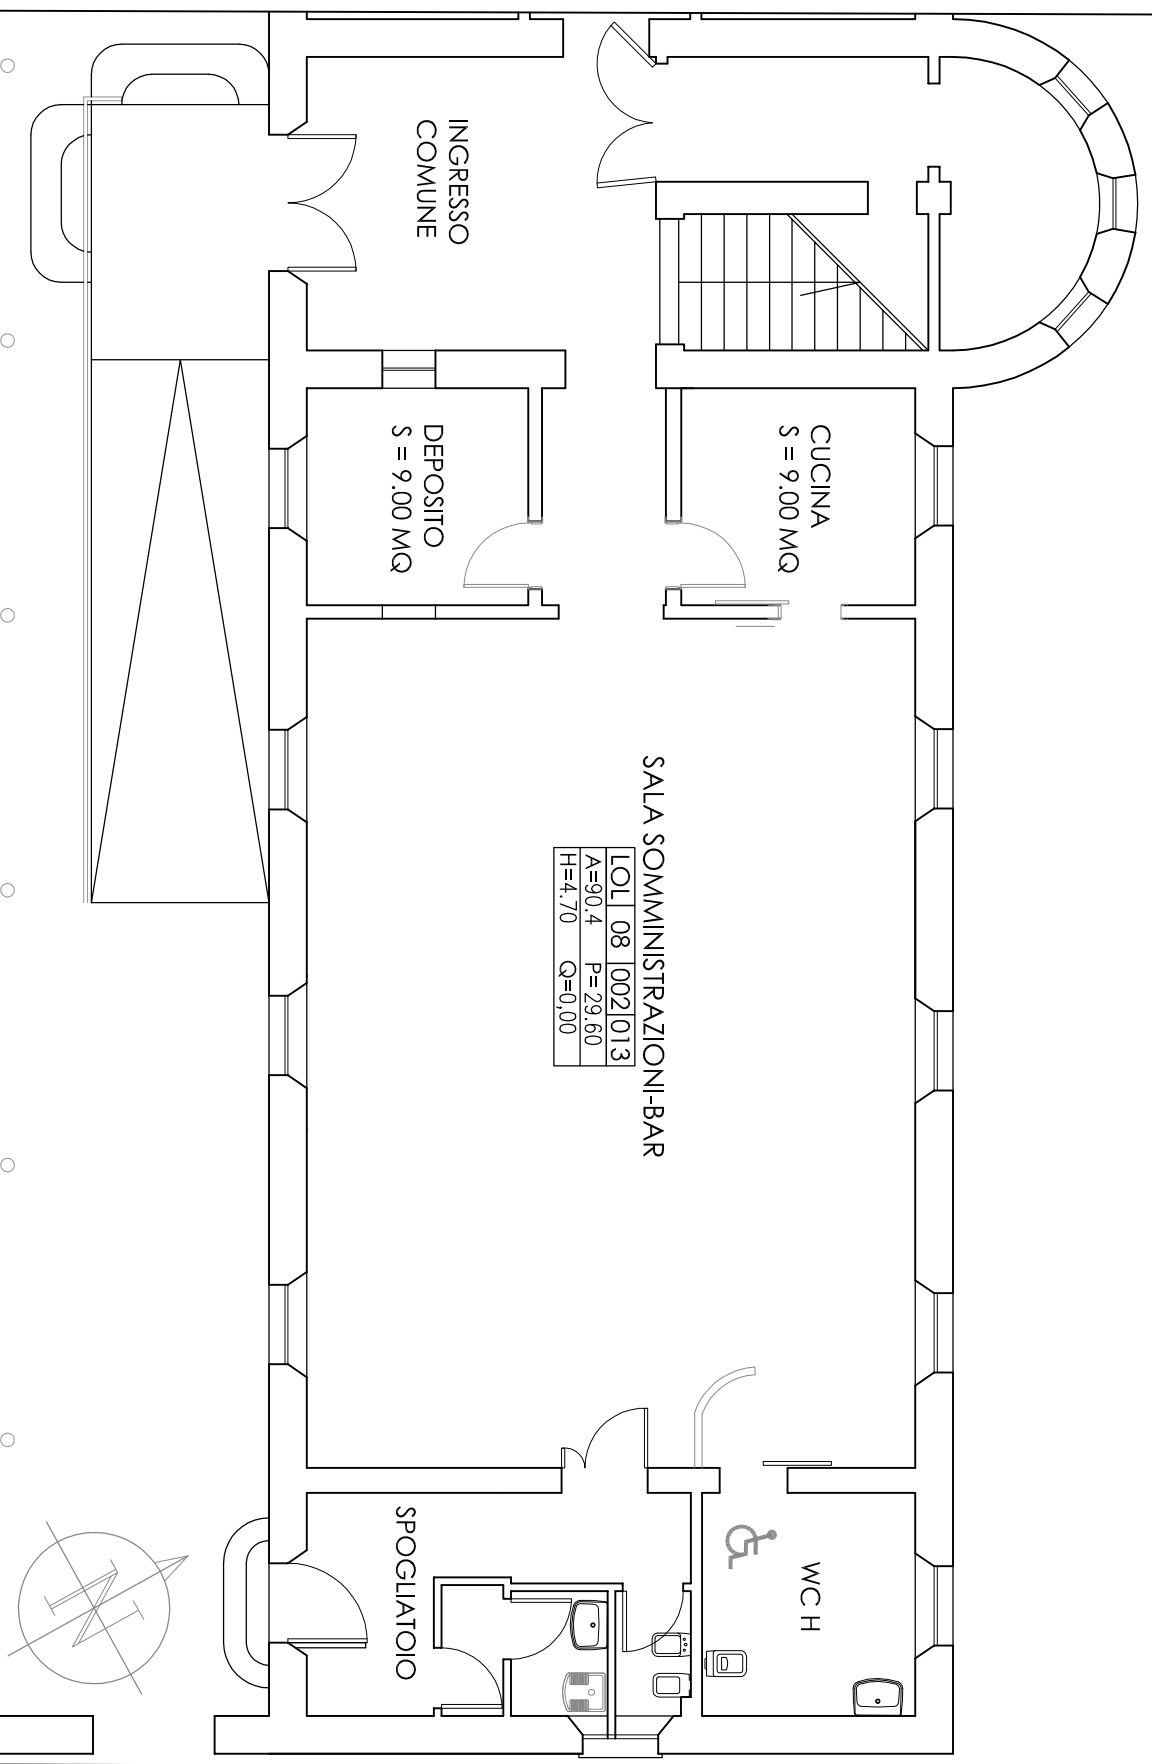 INGRESSO
COMUNE
CUCINA
S = 9.00 MQ
DEPOSITO
S = 9.00 MQ
SALA SOMMINISTRAZIONI-BAR
LOL 08 002 013
A=90.4 P= 29.60
H=4.70 Q=0,00
WC H
SPOGLIATOIO
N